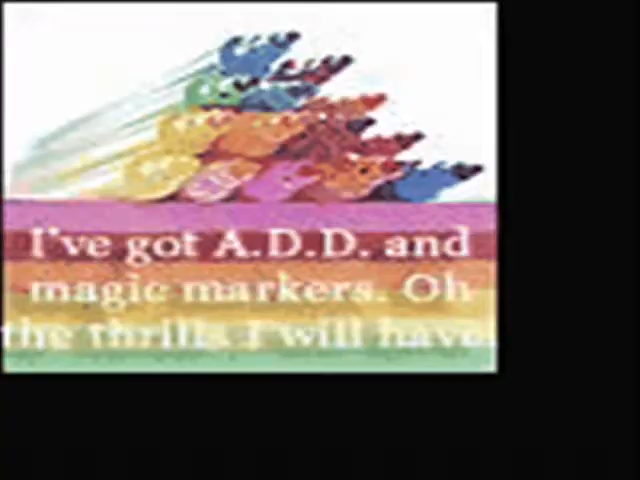 I've got A.D.D. and
magic markers. Oh
the thrills I will have.